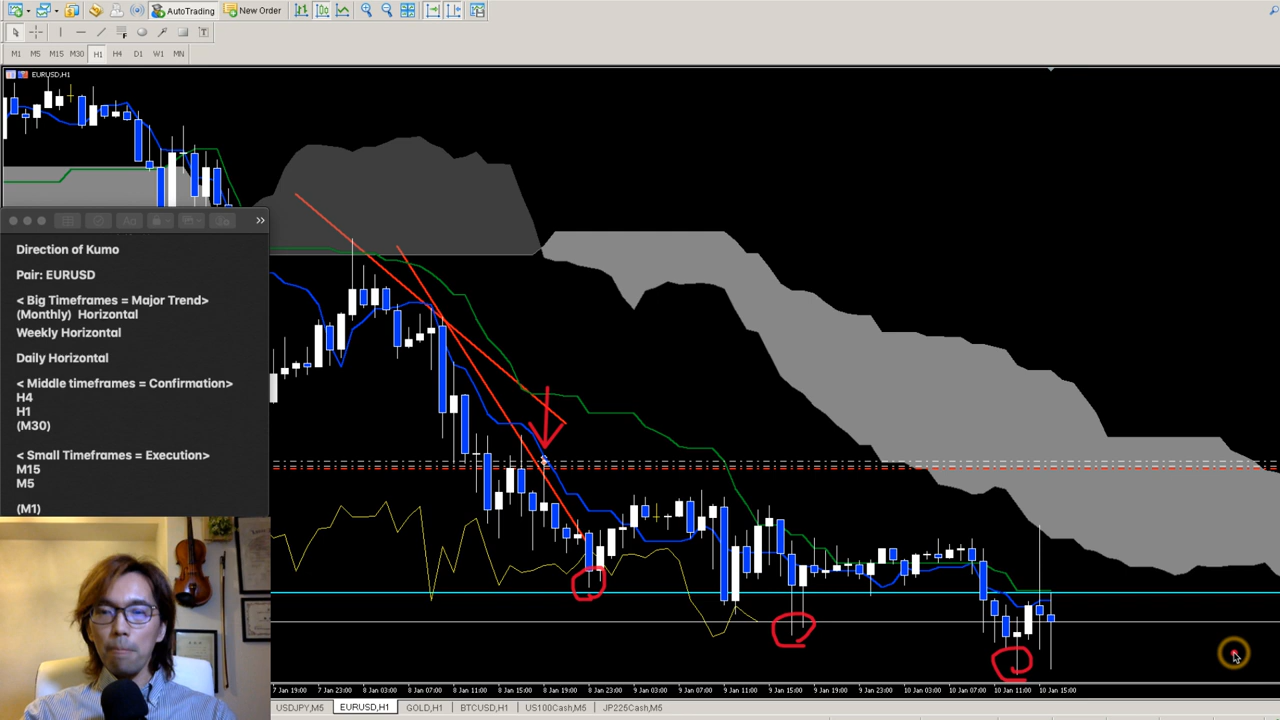 AutoTrading New Order
M1 M5 M15 M30 H1 H4 D1 W1 MN
EURUSD,H1
Direction of Kumo
Pair: EURUSD
< Big Timeframes = Major Trend>
(Monthly) Horizontal
Weekly Horizontal
Daily Horizontal
< Middle timeframes = Confirmation>
H4
H1
(M30)
< Small Timeframes = Execution>
M15
M5
(M1)
7 Jan 19:00 7 Jan 23:00 8 Jan 03:00 8 Jan 07:00 8 Jan 11:00 8 Jan 15:00 8 Jan 19:00 8 Jan 23:00 9 Jan 03:00 9 Jan 07:00 9 Jan 11:00 9 Jan 15:00 9 Jan 19:00 9 Jan 23:00 10 Jan 03:00 10 Jan 07:00 10 Jan 11:00 10 Jan 15:00
USDJPY,M5 EURUSD,H1 GOLD,H1 BTCUSD,H1 US100Cash,M5 JP225Cash,M5